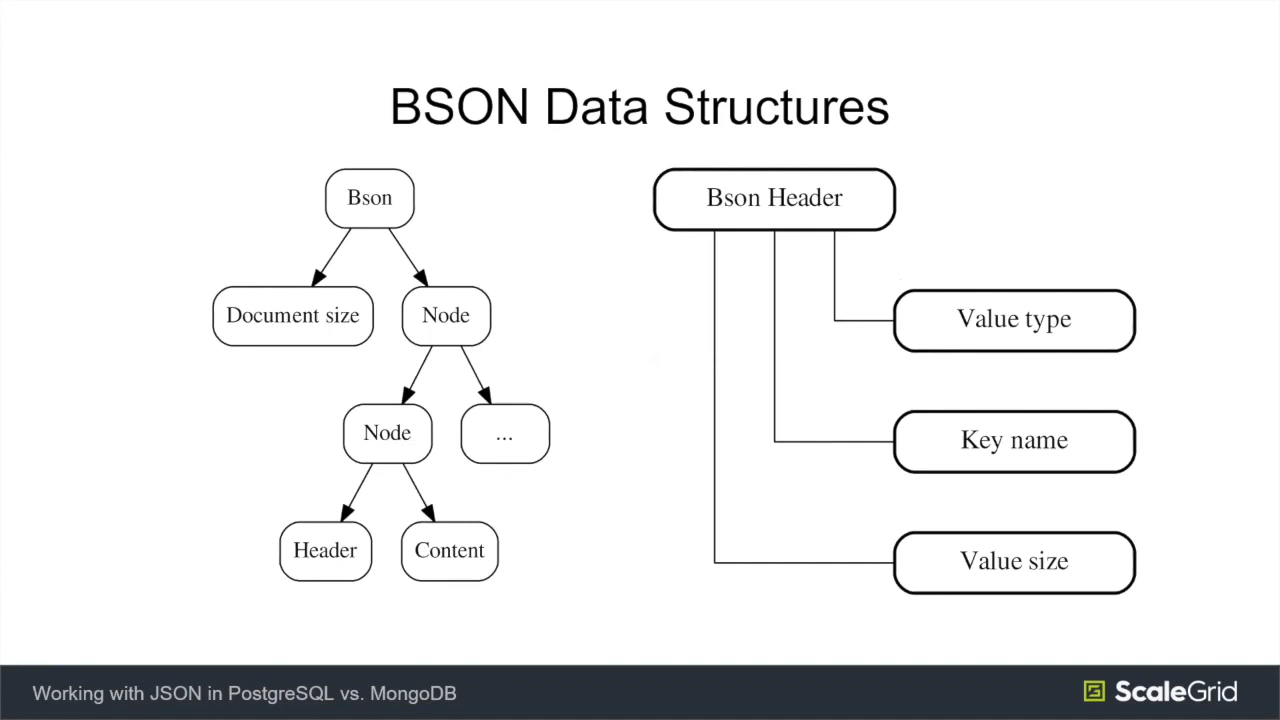 BSON Data Structures
Bson
Document size
Node
Node
...
Header
Content
Bson Header
Value type
Key name
Value size
Working with JSON in PostgreSQL vs. MongoDB
ScaleGrid